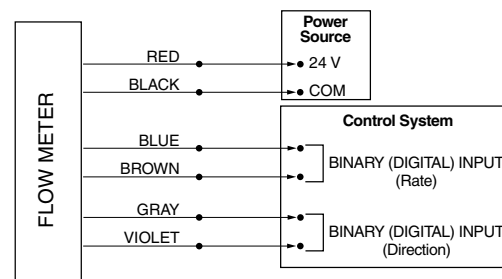 FLOW METER
RED
BLACK
BLUE
BROWN
GRAY
VIOLET
Power
Source
24 V
COM
Control System
BINARY (DIGITAL) INPUT
(Rate)
BINARY (DIGITAL) INPUT
(Direction)